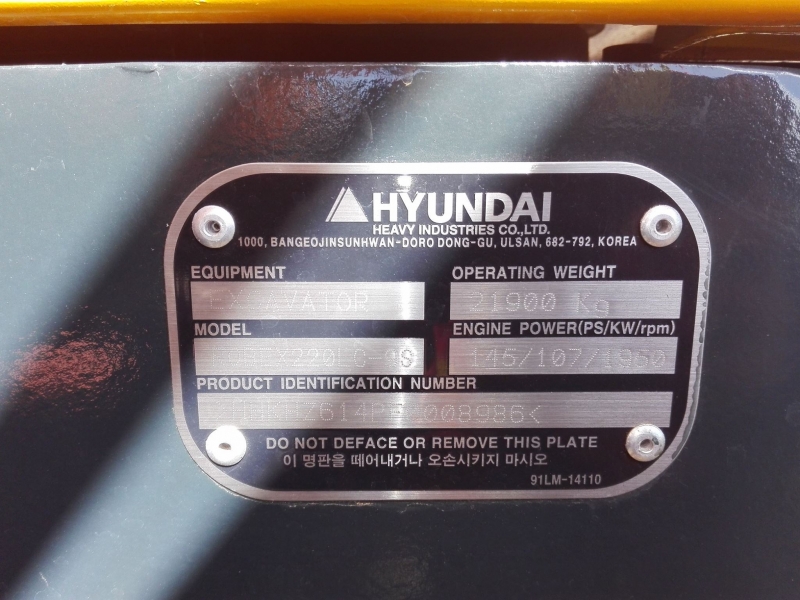 HYUNDAI
HEAVY INDUSTRIES CO.,LTD.
1000, BANGEOJINSUNHWAN-DORO DONG-GU, ULSAN, 682-792, KOREA
EQUIPMENT
OPERATING WEIGHT
EXCAVATOR
21900 Kg
MODEL
ENGINE POWER(PS/KW/rpm)
145/107/1950
PRODUCT IDENTIFICATION NUMBER
DO NOT DEFACE OR REMOVE THIS PLATE
이 명판을 떼어내거나 오손시키지 마시오
91LM-14110